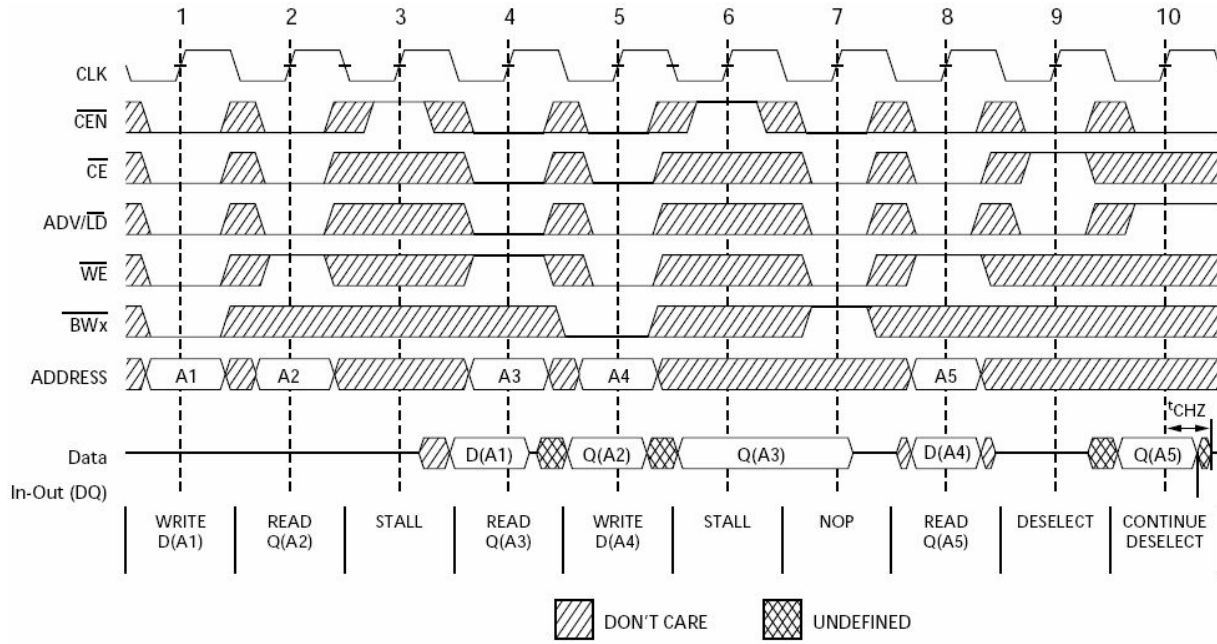 1 2 3 4 5 6 7 8 9 10
CLK
CEN
CE
ADV/LD
WE
BWx
ADDRESS A1 A2 A3 A4 A5
tCHZ
Data D(A1) Q(A2) Q(A3) D(A4) Q(A5)
In-Out (DQ)
WRITE READ STALL READ WRITE STALL NOP READ DESELECT CONTINUE
D(A1) Q(A2) Q(A3) D(A4) Q(A5) DESELECT
DON'T CARE UNDEFINED